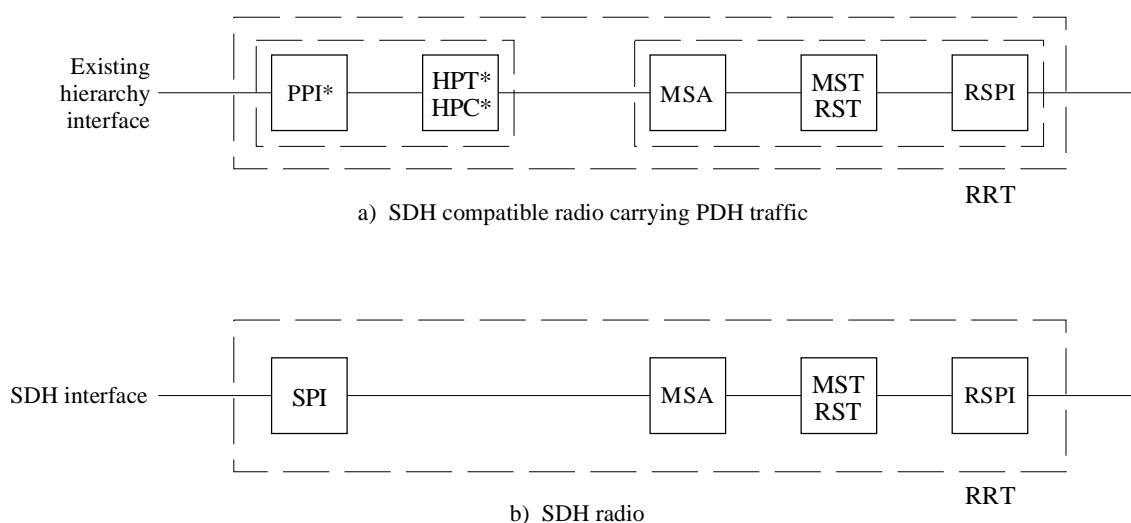 Existing
hierarchy
interface
PPI*
HPT*
HPC*
MSA
MST
RST
RSPI
RRT
a) SDH compatible radio carrying PDH traffic
SDH interface
SPI
MSA
MST
RST
RSPI
RRT
b) SDH radio